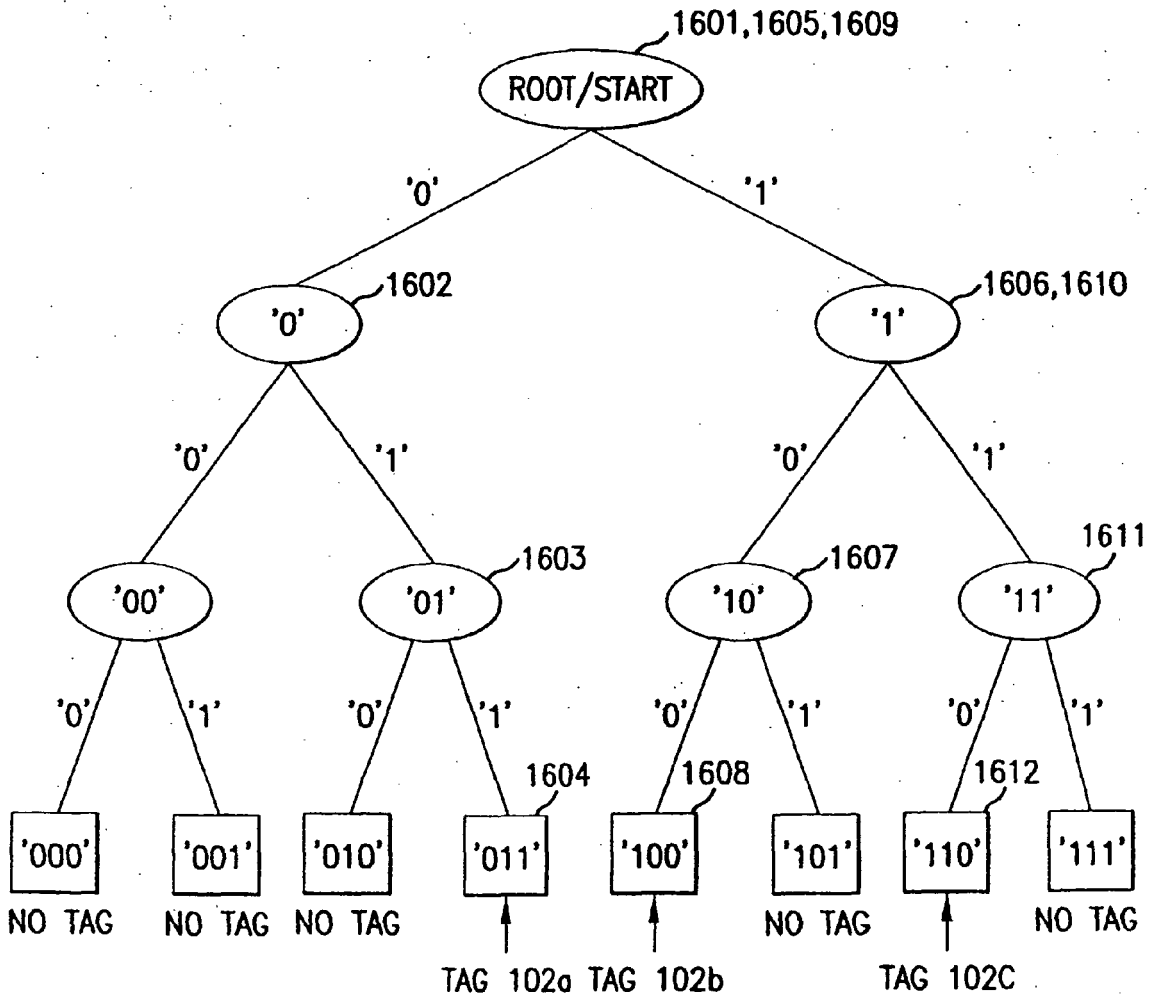 1601,1605,1609
ROOT/START
'0' '1'
1602 1606,1610
'0' '1'
'0' '1' '0' '1'
1603 1607 1611
'00' '01' '10' '11'
'0' '1' '0' '1' '0' '1' '0' '1'
1604 1608 1612
'000' '001' '010' '011' '100' '101' '110' '111'
NO TAG NO TAG NO TAG NO TAG NO TAG
TAG 102a TAG 102b TAG 102C